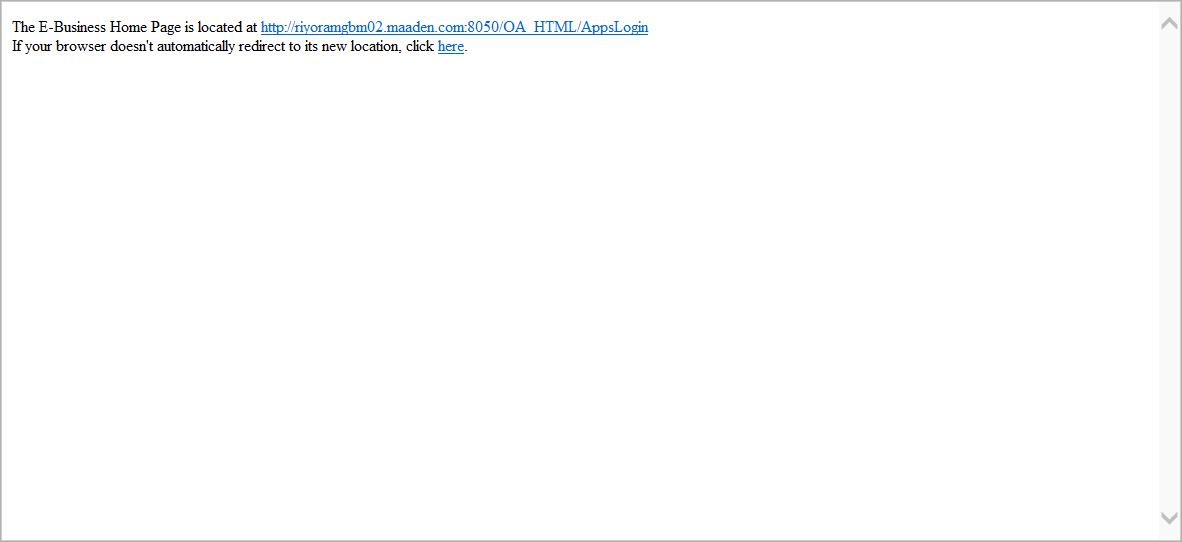 The E-Business Home Page is located at http://riyoramgbm02.maaden.com:8050/OA_HTML/AppsLogin
If your browser doesn't automatically redirect to its new location, click here.